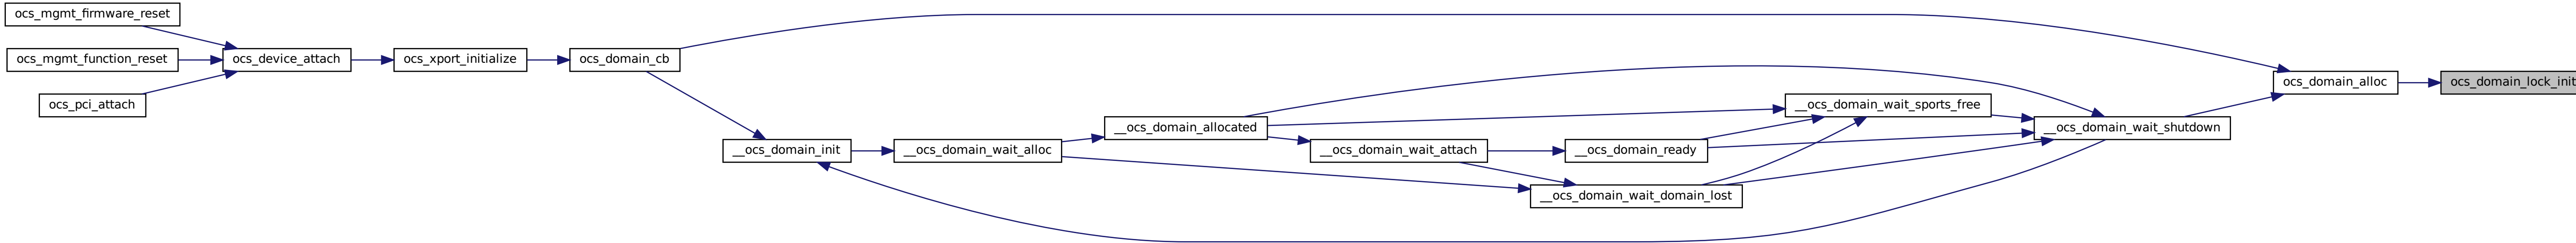 ocs_mgmt_firmware_reset
ocs_mgmt_function_reset
ocs_pci_attach
ocs_device_attach
ocs_xport_initialize
ocs_domain_cb
__ocs_domain_init
__ocs_domain_wait_alloc
__ocs_domain_allocated
__ocs_domain_wait_attach
__ocs_domain_ready
__ocs_domain_wait_domain_lost
__ocs_domain_wait_sports_free
__ocs_domain_wait_shutdown
ocs_domain_alloc
ocs_domain_lock_init